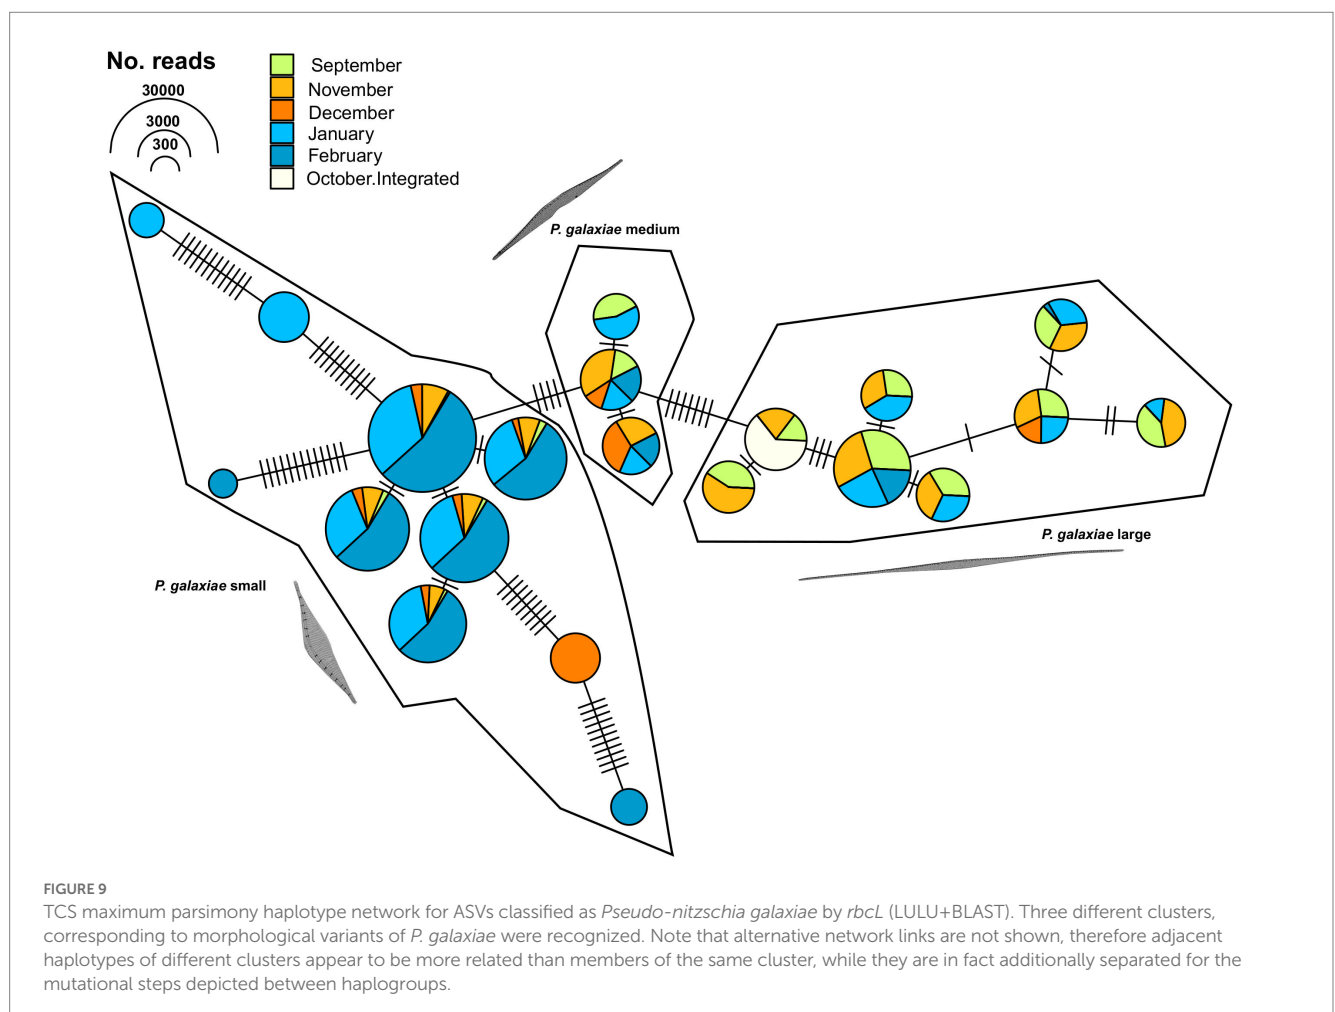 No. reads
30000
3000
300
September
November
December
January
February
October.Integrated
P. galaxiae medium
P. galaxiae large
P. galaxiae small
FIGURE 9
TCS maximum parsimony haplotype network for ASVs classified as Pseudo-nitzschia galaxiae by rbcL (LULU+BLAST). Three different clusters,
corresponding to morphological variants of P. galaxiae were recognized. Note that alternative network links are not shown, therefore adjacent
haplotypes of different clusters appear to be more related than members of the same cluster, while they are in fact additionally separated for the
mutational steps depicted between haplogroups.